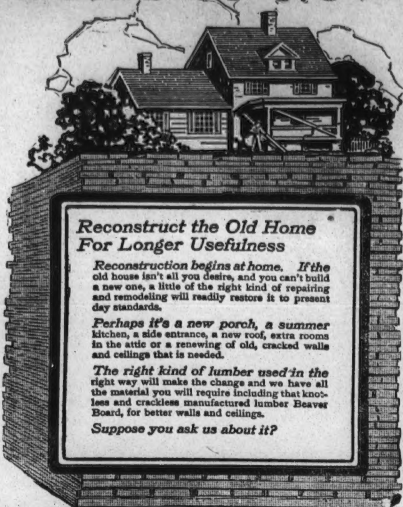 Reconstruct the Old Home
For Longer Usefulness
Reconstruction begins at home. If the
old house isn't all you desire, and you can't build
a new one, a little of the right kind of repairing
and remodeling will readily restore it to present
day standards.
Perhaps it's a new porch, a summer
kitchen, a side entrance, a new roof, extra rooms
in the attic or a renewing of old, cracked walls
and ceilings that is needed.
The right kind of lumber used in the
right way will make the change and we have all
the material you will require including that knot-
less and crackless manufactured lumber Beaver
Board, for better walls and ceilings.
Suppose you ask us about it?